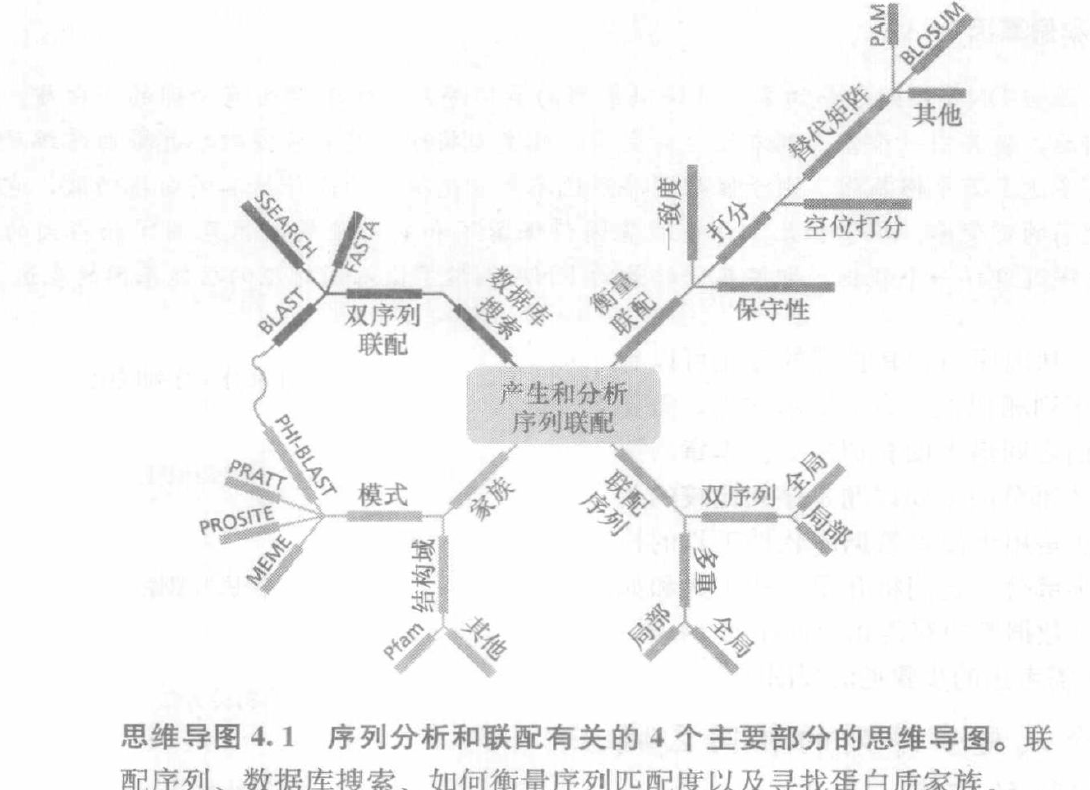 PAM
BLOSUM
其他
替代矩阵
空位打分
打分
一致度
保守性
衡量
联配
SSEARCH
FASTA
BLAST
双序列
联配
数据库
搜索
产生和分析
序列联配
PHI-BLAST
PRATT
PROSITE
MEME
模式
家族
结构域
Pfam
其他
联配
序列
双序列
全局
局部
多重
局部
全局
思维导图 4.1 序列分析和联配有关的 4 个主要部分的思维导图。联
配序列、数据库搜索、如何衡量序列匹配度以及寻找蛋白质家族。